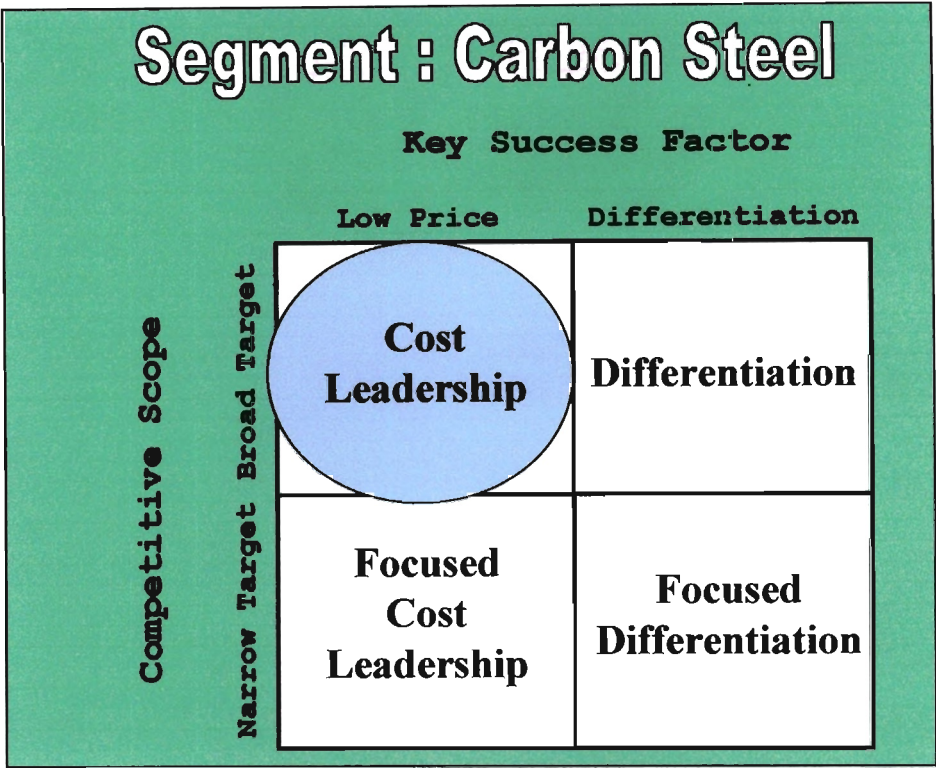 Segment : Carbon Steel
Key Success Factor
Low Price
Differentiation
Competitive Scope
Broad Target
Narrow Target
Cost
Leadership
Differentiation
Focused
Cost
Leadership
Focused
Differentiation